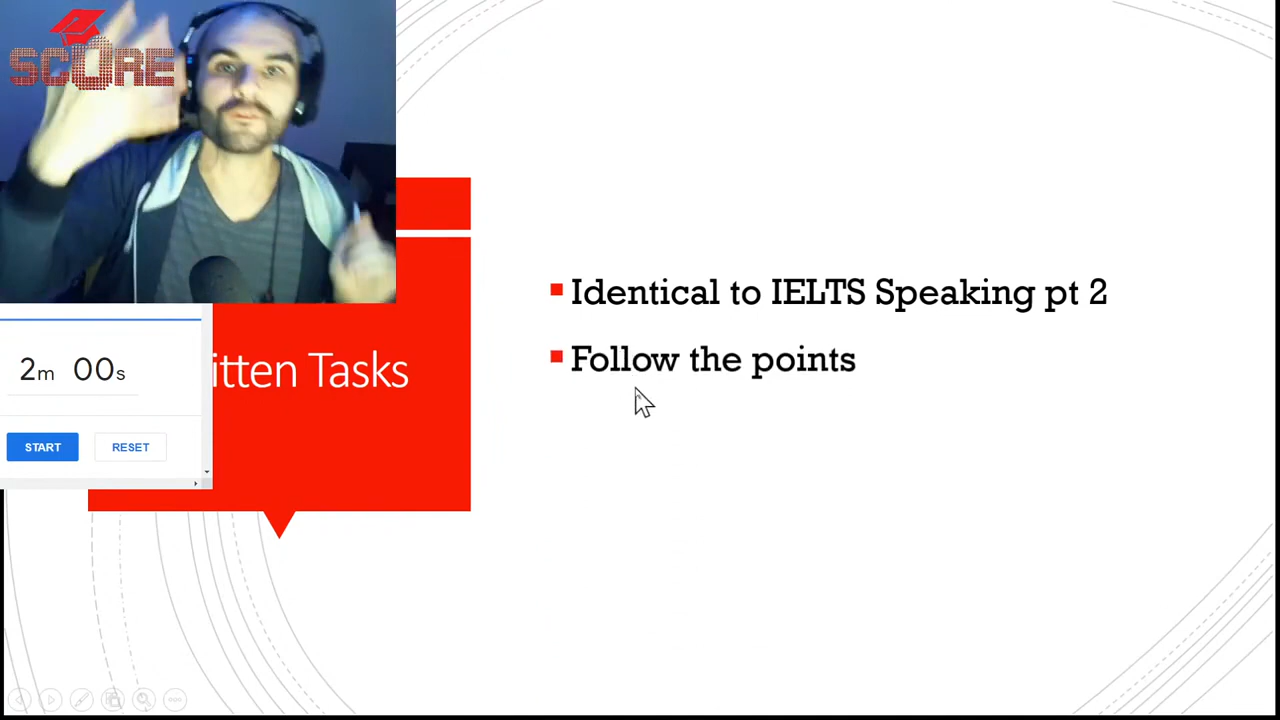 SCORE
Identical to IELTS Speaking pt 2
Follow the points
2m 00s
itten Tasks
START
RESET